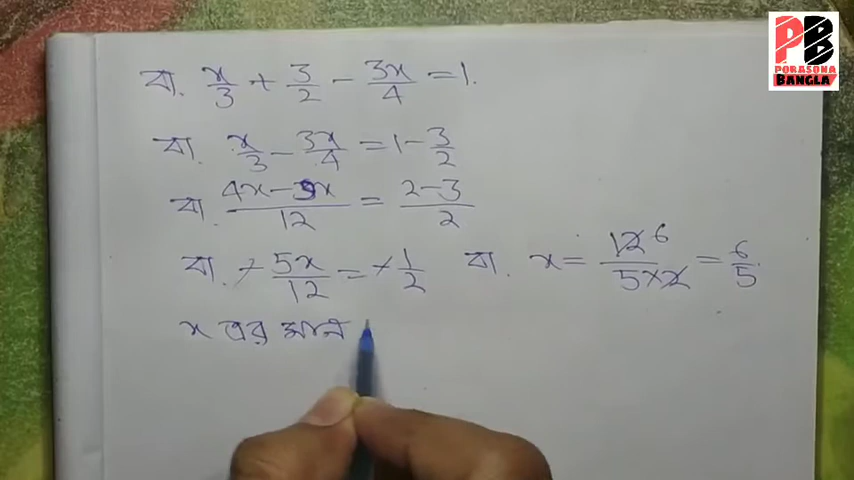 PB
PORASONA
BANGLA
বা. x/3 + 3/2 - 3x/4 = 1.
বা. x/3 - 3x/4 = 1 - 3/2
বা. (4x - 9x)/12 = (2-3)/2
বা. - 5x/12 = - 1/2 বা. x = 12 6/(5×2) = 6/5
x এর মান